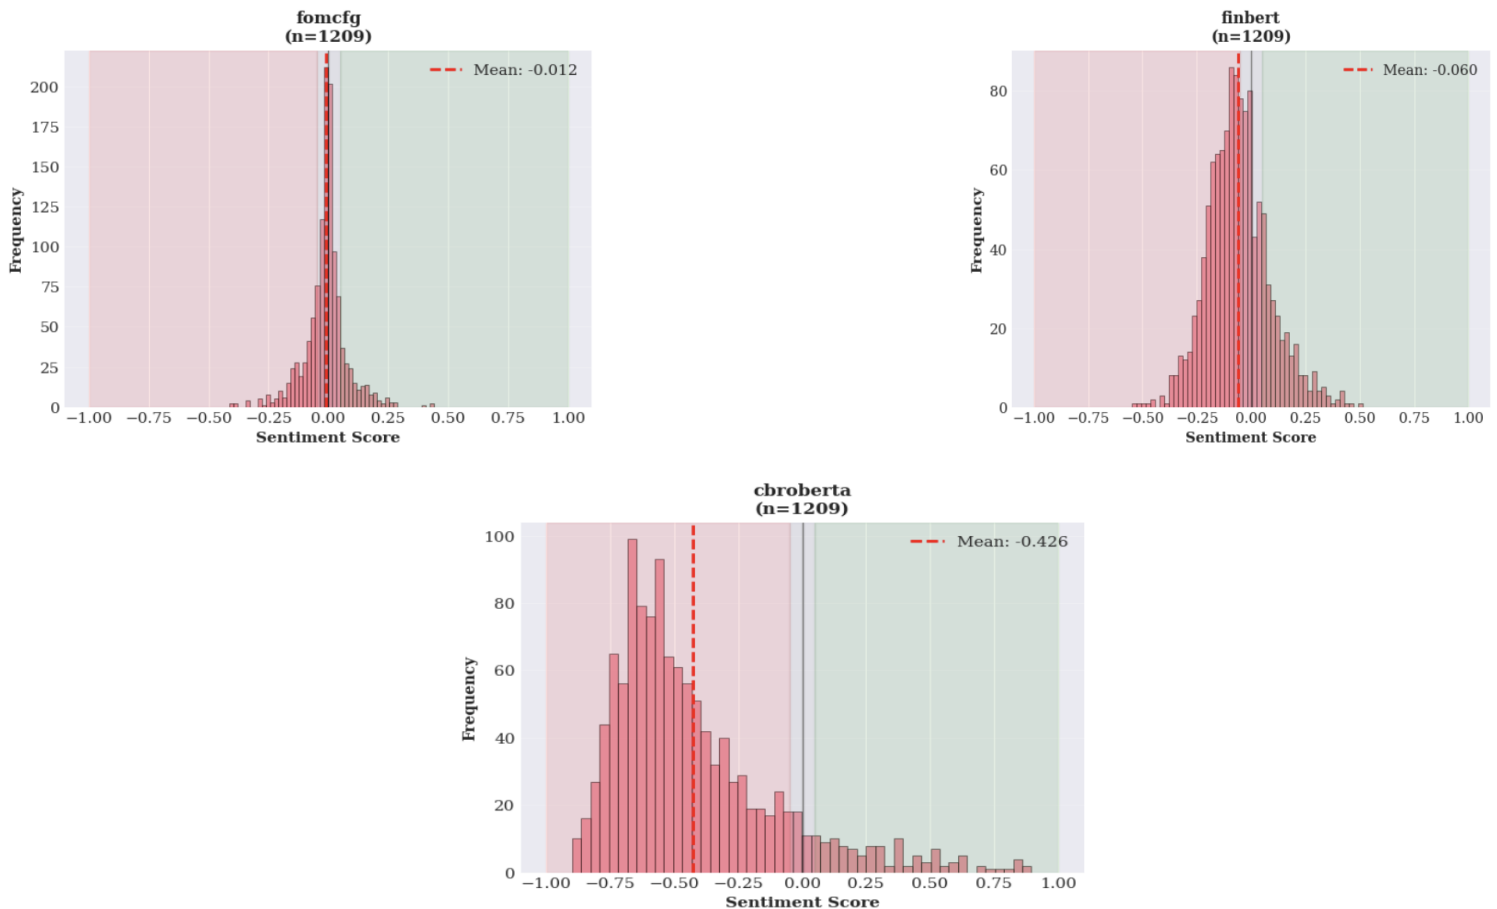 fomcfg
(n=1209)
Mean: -0.012
Frequency
200
175
150
125
100
75
50
25
0
−1.00 −0.75 −0.50 −0.25 0.00 0.25 0.50 0.75 1.00
Sentiment Score
finbert
(n=1209)
Mean: -0.060
Frequency
80
60
40
20
0
−1.00 −0.75 −0.50 −0.25 0.00 0.25 0.50 0.75 1.00
Sentiment Score
cbroberta
(n=1209)
Mean: -0.426
Frequency
100
80
60
40
20
0
−1.00 −0.75 −0.50 −0.25 0.00 0.25 0.50 0.75 1.00
Sentiment Score